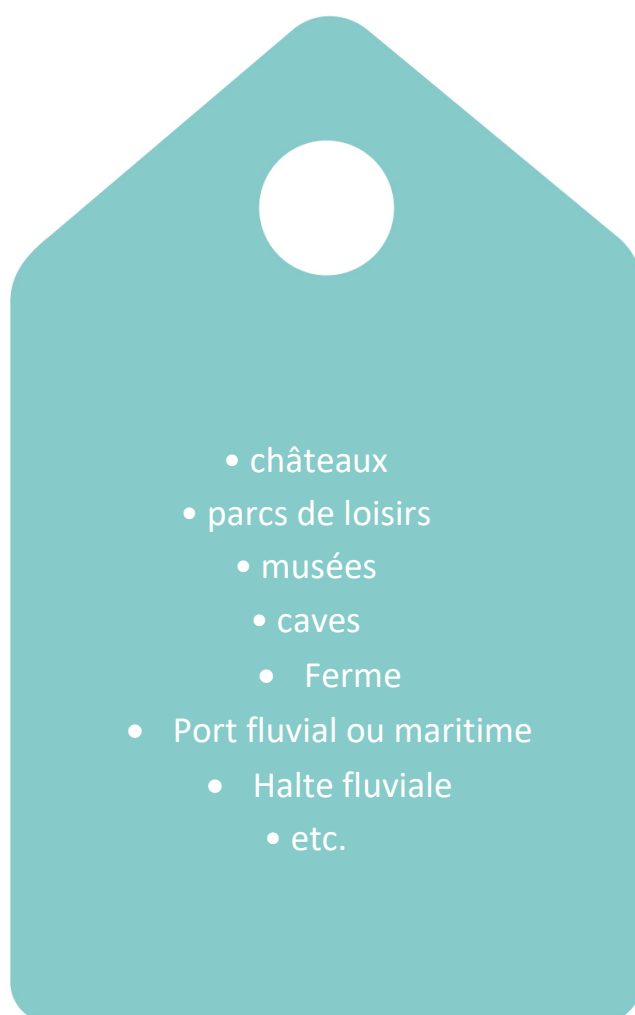 • châteaux
• parcs de loisirs
• musées
• caves
• Ferme
• Port fluvial ou maritime
• Halte fluviale
• etc.